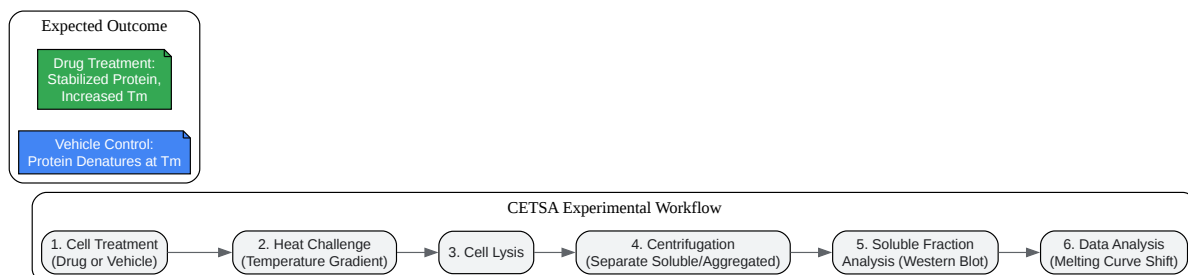 Expected Outcome
Drug Treatment:
Stabilized Protein,
Increased Tm
Vehicle Control:
Protein Denatures at Tm
CETSA Experimental Workflow
1. Cell Treatment
(Drug or Vehicle)
2. Heat Challenge
(Temperature Gradient)
3. Cell Lysis
4. Centrifugation
(Separate Soluble/Aggregated)
5. Soluble Fraction
Analysis (Western Blot)
6. Data Analysis
(Melting Curve Shift)